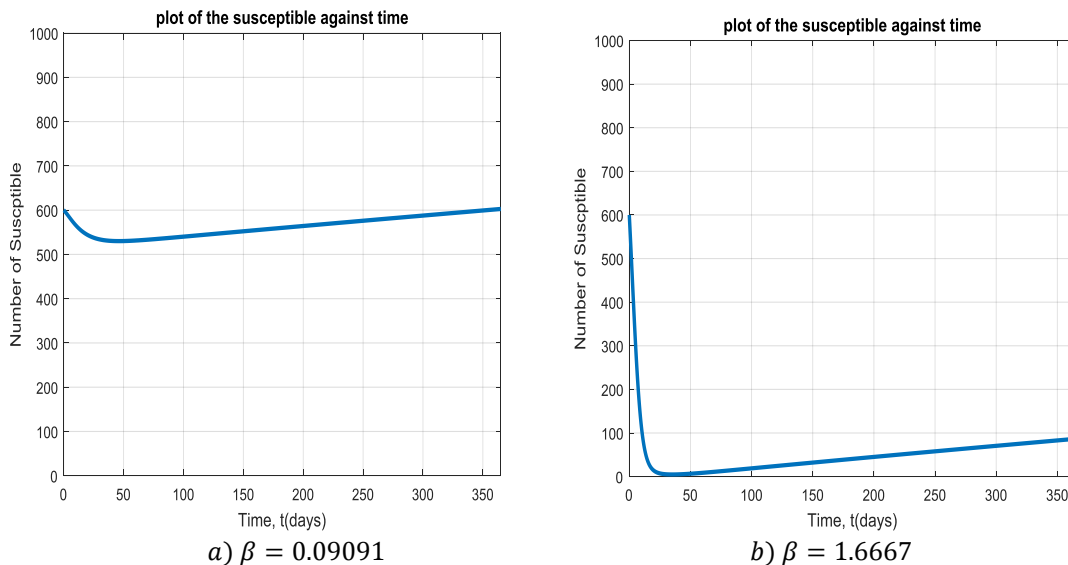 plot of the susceptible against time
1000
900
800
700
600
500
400
300
200
100
0
Number of Suscptible
0 50 100 150 200 250 300 350
Time, t(days)
a) β = 0.09091
plot of the susceptible against time
1000
900
800
700
600
500
400
300
200
100
0
Number of Suscptible
0 50 100 150 200 250 300 350
Time, t(days)
b) β = 1.6667